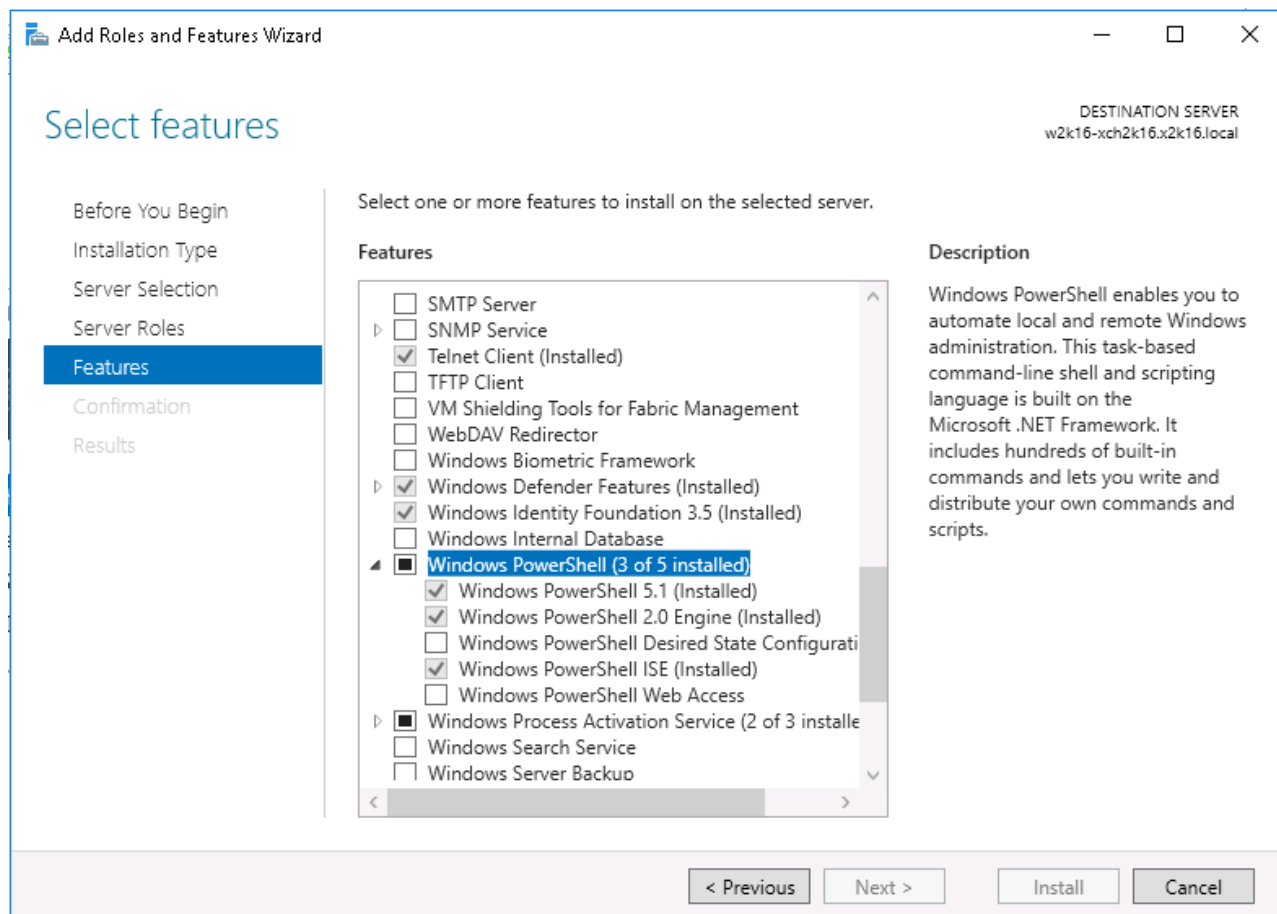 Add Roles and Features Wizard
Select features
DESTINATION SERVER
w2k16-xch2k16.x2k16.local
Before You Begin
Installation Type
Server Selection
Server Roles
Features
Confirmation
Results
Select one or more features to install on the selected server.
Features
SMTP Server
SNMP Service
Telnet Client (Installed)
TFTP Client
VM Shielding Tools for Fabric Management
WebDAV Redirector
Windows Biometric Framework
Windows Defender Features (Installed)
Windows Identity Foundation 3.5 (Installed)
Windows Internal Database
Windows PowerShell (3 of 5 installed)
Windows PowerShell 5.1 (Installed)
Windows PowerShell 2.0 Engine (Installed)
Windows PowerShell Desired State Configurati
Windows PowerShell ISE (Installed)
Windows PowerShell Web Access
Windows Process Activation Service (2 of 3 installe
Windows Search Service
Windows Server Backup
Description
Windows PowerShell enables you to
automate local and remote Windows
administration. This task-based
command-line shell and scripting
language is built on the
Microsoft .NET Framework. It
includes hundreds of built-in
commands and lets you write and
distribute your own commands and
scripts.
< Previous
Next >
Install
Cancel